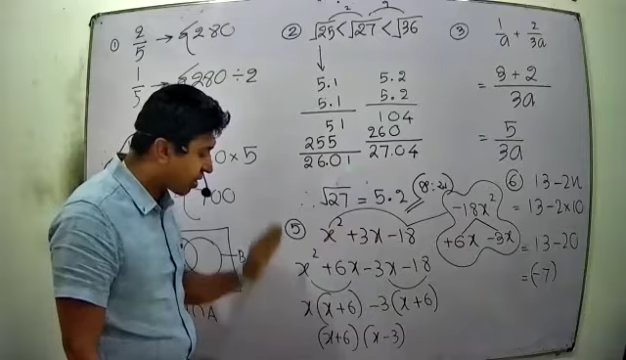 ① 2/5 → 280
1/5 → 280 ÷ 2
0 × 5
700
B
A
② √25 < √27 < √36
5.1
5.1
51
255
26.01
5.2
5.2
104
260
27.04
∴ √27 = 5.2
③ 1/a + 2/3a
= 3 + 2 / 3a
= 5/3a
⑤ x² + 3x - 18
x² + 6x - 3x - 18
x(x + 6) - 3(x + 6)
(x + 6)(x - 3)
-18x²
+6x -3x
⑥ 13 - 2n
= 13 - 2 × 10
= 13 - 20
= (-7)